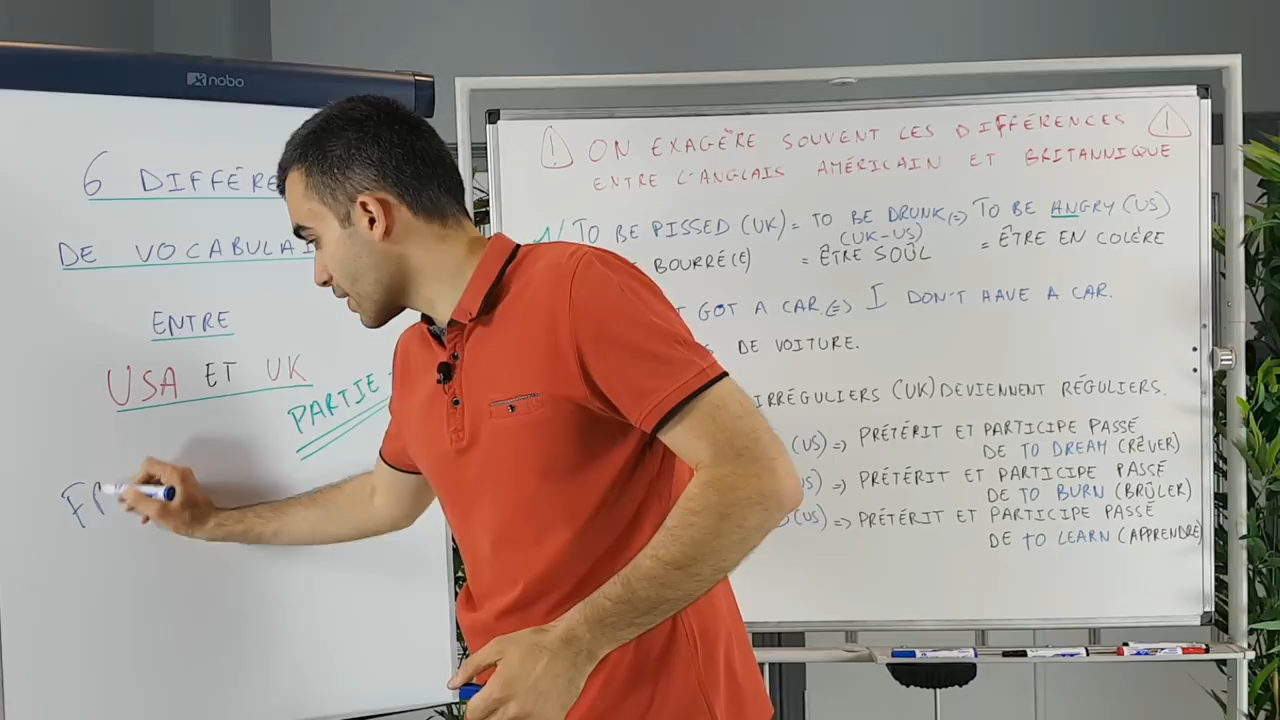 nobo
6 DIFFÉRE
DE VOCABULAI
ENTRE
USA ET UK
PARTIE
ON EXAGÈRE SOUVENT LES DIFFÉRENCES
ENTRE L'ANGLAIS AMÉRICAIN ET BRITANNIQUE
1/ TO BE PISSED (UK) = TO BE DRUNK (=) TO BE ANGRY (US)
(UK-US)
BOURRÉ(E) = ÊTRE SOÛL = ÊTRE EN COLÈRE
GOT A CAR. (=) I DON'T HAVE A CAR.
DE VOITURE.
IRRÉGULIERS (UK) DEVIENNENT RÉGULIERS.
(US) => PRÉTÉRIT ET PARTICIPE PASSÉ
DE TO DREAM (RÊVER)
US) => PRÉTÉRIT ET PARTICIPE PASSÉ
DE TO BURN (BRÛLER)
(US) => PRÉTÉRIT ET PARTICIPE PASSÉ
DE TO LEARN (APPRENDRE)